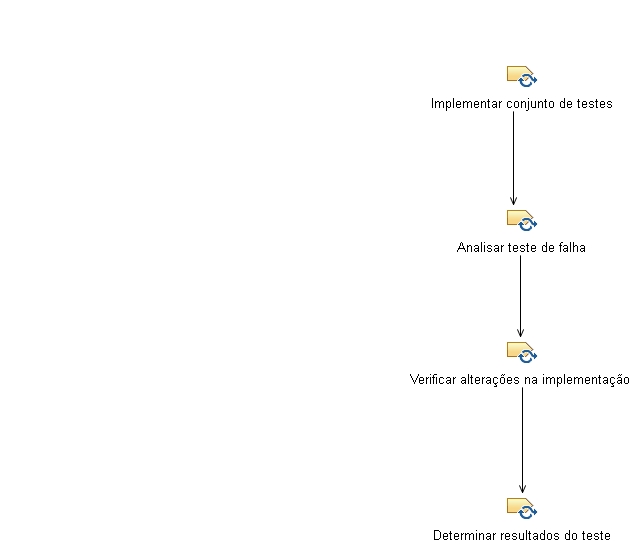 Implementar conjunto de testes
Analisar teste de falha
Verificar alterações na implementação
Determinar resultados do teste